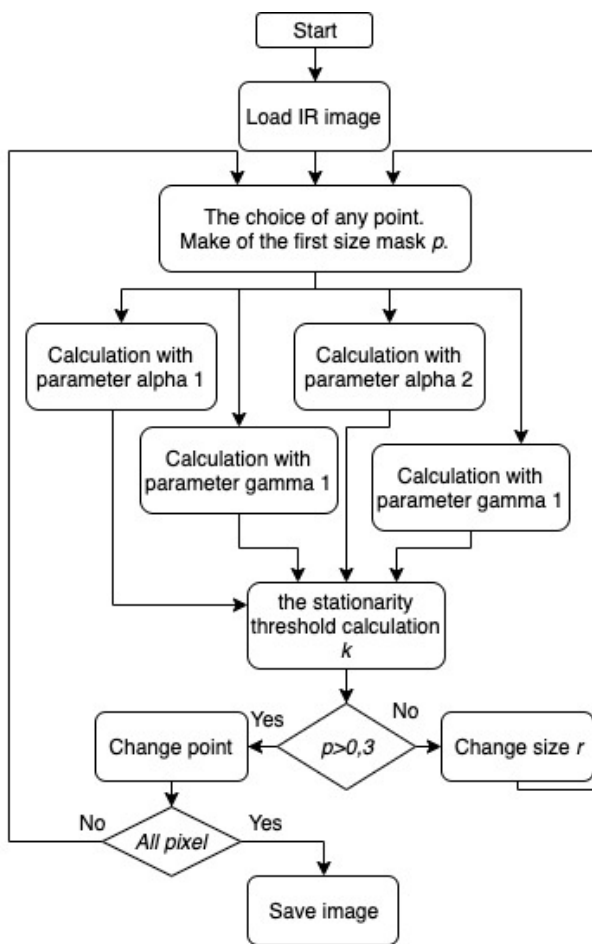 Start
Load IR image
The choice of any point.
Make of the first size mask p.
Calculation with
parameter alpha 1
Calculation with
parameter alpha 2
Calculation with
parameter gamma 1
Calculation with
parameter gamma 1
the stationarity
threshold calculation
k
Yes
No
Change point
p>0,3
Change size r
No
All pixel
Yes
Save image